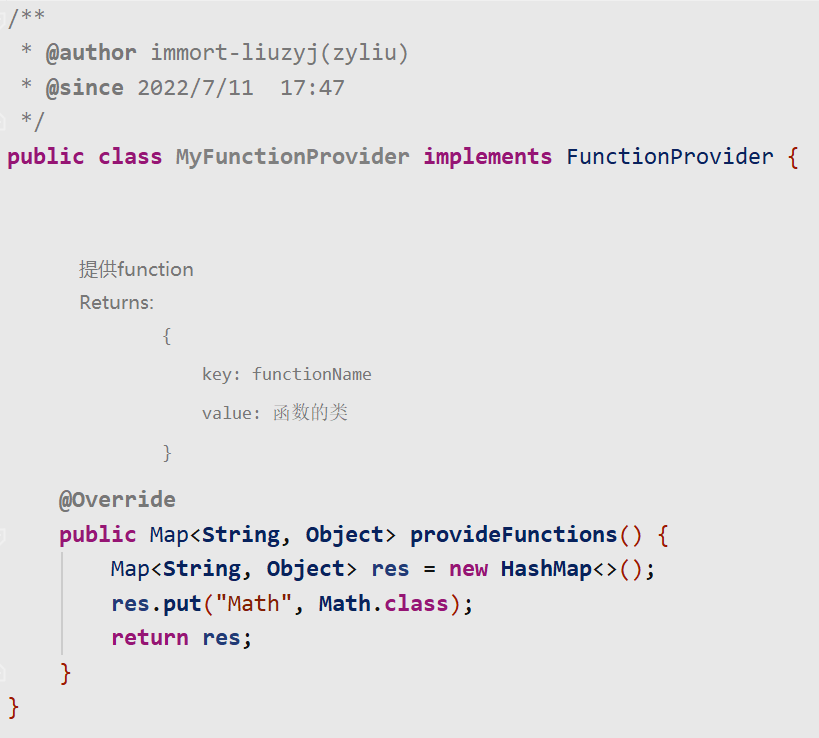 /**
 * @author immort-liuzyj(zyliu)
 * @since 2022/7/11  17:47
 */
public class MyFunctionProvider implements FunctionProvider {
提供function
Returns:
{
key: functionName
value: 函数的类
}
@Override
public Map<String, Object> provideFunctions() {
Map<String, Object> res = new HashMap<>();
res.put("Math", Math.class);
return res;
}
}